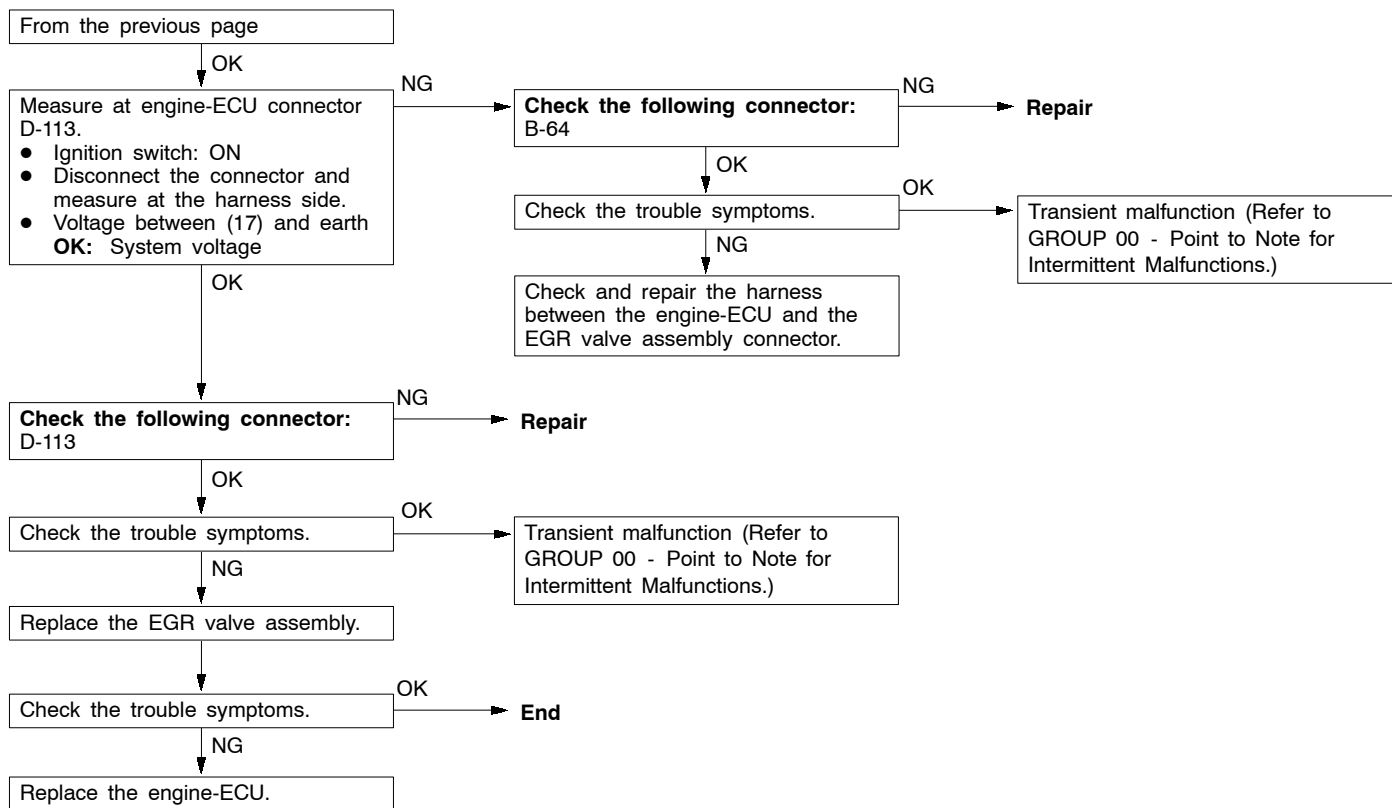 From the previous page
OK
Measure at engine-ECU connector
D-113.
● Ignition switch: ON
● Disconnect the connector and
measure at the harness side.
● Voltage between (17) and earth
OK: System voltage
NG
Check the following connector:
B-64
NG
Repair
OK
Check the trouble symptoms.
OK
Transient malfunction (Refer to
GROUP 00 - Point to Note for
Intermittent Malfunctions.)
NG
Check and repair the harness
between the engine-ECU and the
EGR valve assembly connector.
OK
Check the following connector:
D-113
NG
Repair
OK
Check the trouble symptoms.
OK
Transient malfunction (Refer to
GROUP 00 - Point to Note for
Intermittent Malfunctions.)
NG
Replace the EGR valve assembly.
Check the trouble symptoms.
OK
End
NG
Replace the engine-ECU.